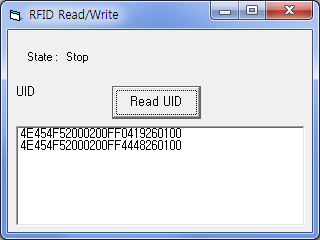 RFID Read/Write
State : Stop
UID
Read UID
4E454F52000200FF0419260100
4E454F52000200FF4448260100